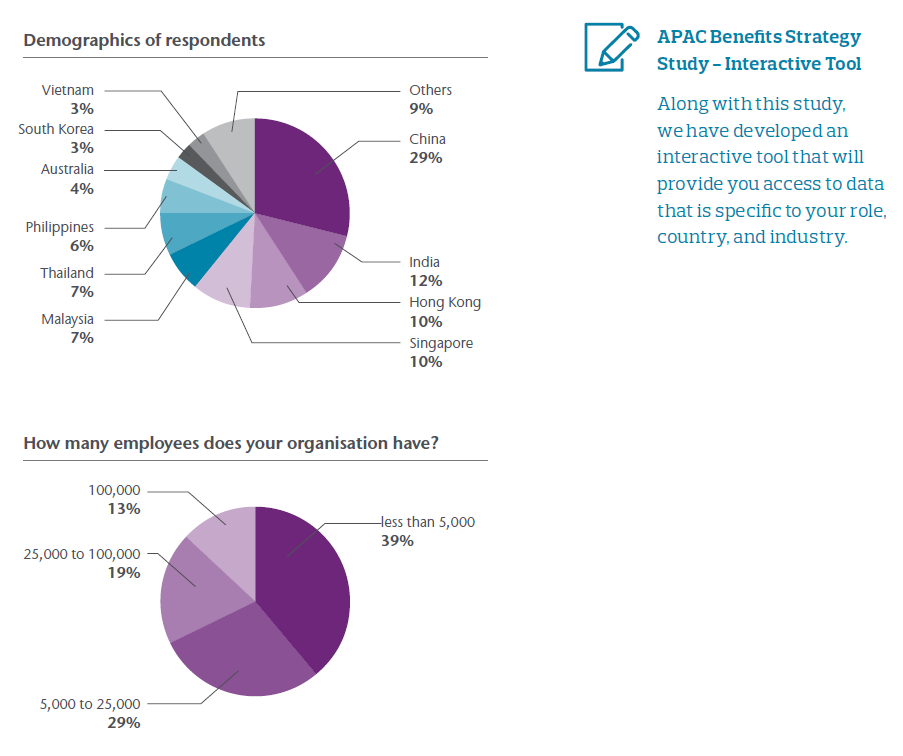 Demographics of respondents
Vietnam
3%
South Korea
3%
Australia
4%
Philippines
6%
Thailand
7%
Malaysia
7%
Others
9%
China
29%
India
12%
Hong Kong
10%
Singapore
10%
How many employees does your organisation have?
100,000
13%
25,000 to 100,000
19%
5,000 to 25,000
29%
less than 5,000
39%
APAC Benefits Strategy
Study – Interactive Tool
Along with this study,
we have developed an
interactive tool that will
provide you access to data
that is specific to your role,
country, and industry.